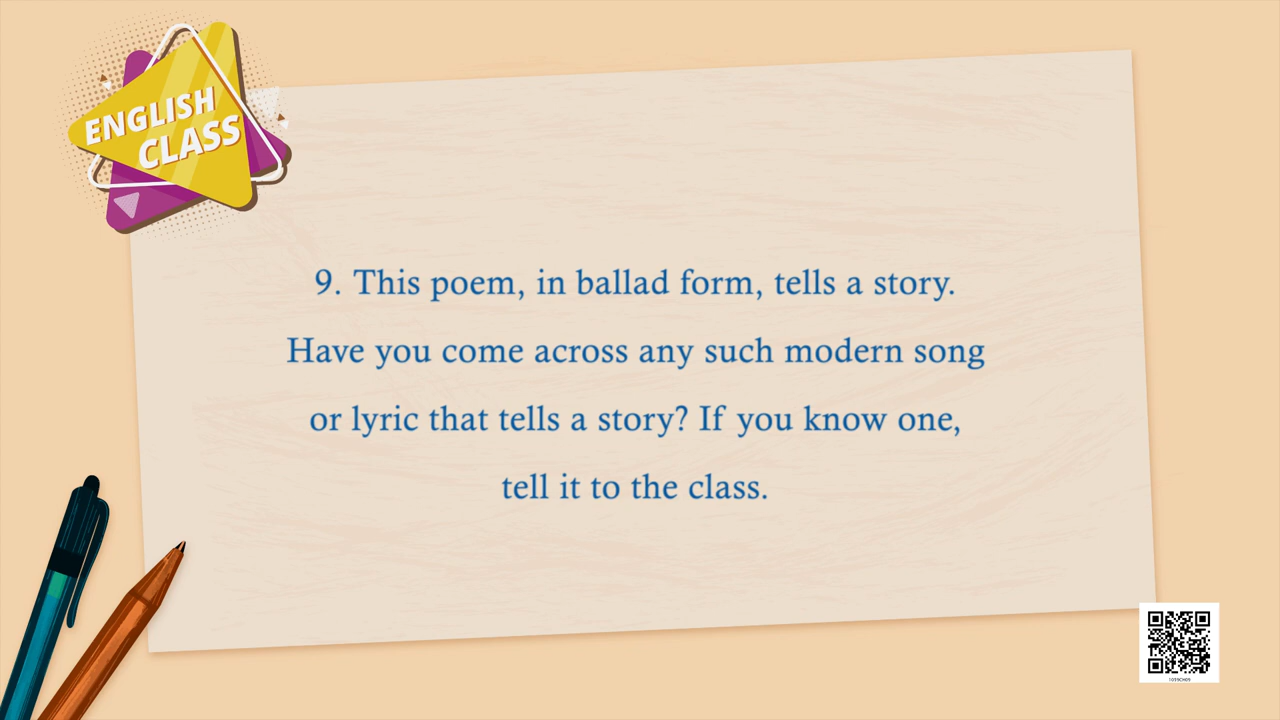 ENGLISH
CLASS
9. This poem, in ballad form, tells a story.
Have you come across any such modern song
or lyric that tells a story? If you know one,
tell it to the class.